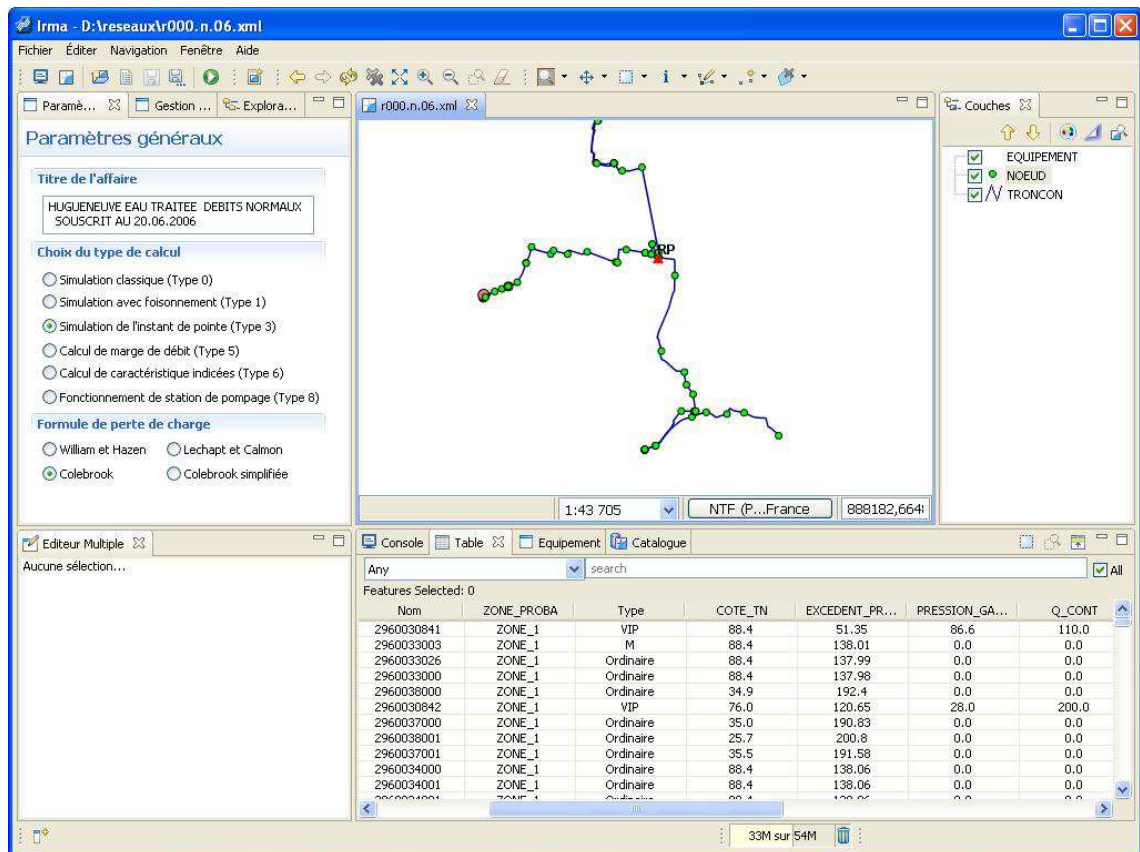 Irma - D:\reseaux\r000.n.06.xml
Fichier Éditer Navigation Fenêtre Aide
Paramè... Gestion ... Explora...
Paramètres généraux
Titre de l'affaire
HUGUENEUVE EAU TRAITEE DEBITS NORMAUX
SOUSCRIT AU 20.06.2006
Choix du type de calcul
Simulation classique (Type 0)
Simulation avec foisonnement (Type 1)
Simulation de l'instant de pointe (Type 3)
Calcul de marge de débit (Type 5)
Calcul de caractéristique indicées (Type 6)
Fonctionnement de station de pompage (Type 8)
Formule de perte de charge
William et Hazen Lechapt et Calmon
Colebrook Colebrook simplifiée
r000.n.06.xml
RP
1:43 705 NTF (P...France 888182,664
Couches
EQUIPEMENT
NOEUD
TRONCON
Editeur Multiple
Aucune sélection...
Console Table Equipement Catalogue
Any search All
Features Selected: 0
Nom ZONE_PROBA Type COTE_TN EXCEDENT_PR... PRESSION_GA... Q_CONT
2960030841 ZONE_1 VIP 88.4 51.35 86.6 110.0
2960033003 ZONE_1 M 88.4 138.01 0.0 0.0
2960033026 ZONE_1 Ordinaire 88.4 137.99 0.0 0.0
2960033000 ZONE_1 Ordinaire 88.4 137.98 0.0 0.0
2960038000 ZONE_1 Ordinaire 34.9 192.4 0.0 0.0
2960030842 ZONE_1 VIP 76.0 120.65 28.0 200.0
2960037000 ZONE_1 Ordinaire 35.0 190.83 0.0 0.0
2960038001 ZONE_1 Ordinaire 25.7 200.8 0.0 0.0
2960037001 ZONE_1 Ordinaire 35.5 191.58 0.0 0.0
2960034000 ZONE_1 Ordinaire 88.4 138.06 0.0 0.0
2960034001 ZONE_1 Ordinaire 88.4 138.06 0.0 0.0
33M sur 54M